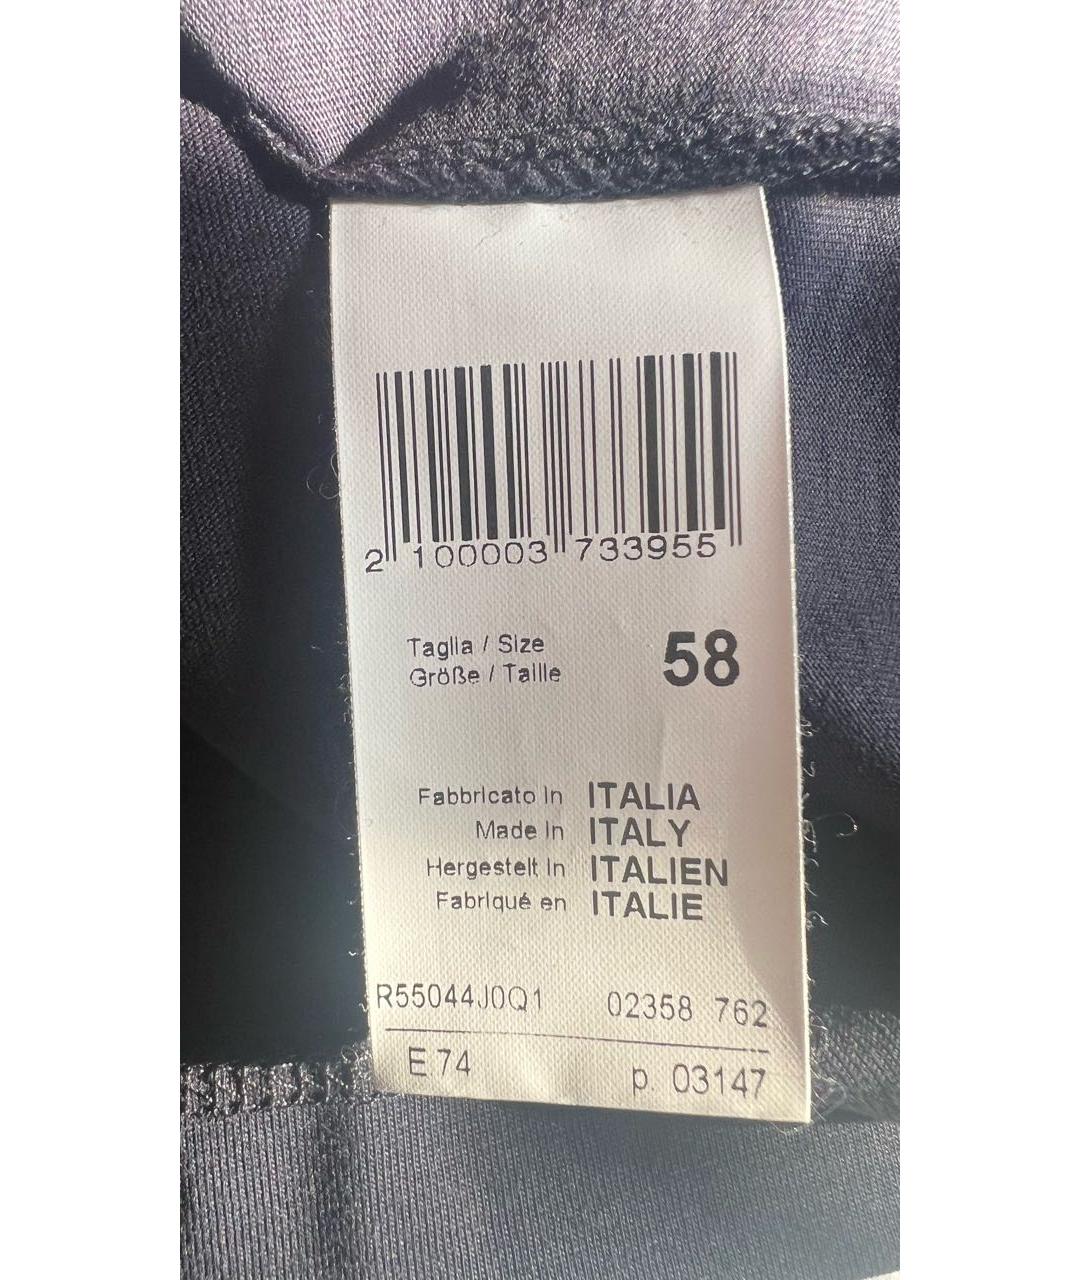 2 100003 733955
Taglia / Size 58
Größe / Taille
Fabbricato in ITALIA
Made in ITALY
Hergestelt in ITALIEN
Fabriqué en ITALIE
R55044J0Q1 02358 762
E 74 p 03147